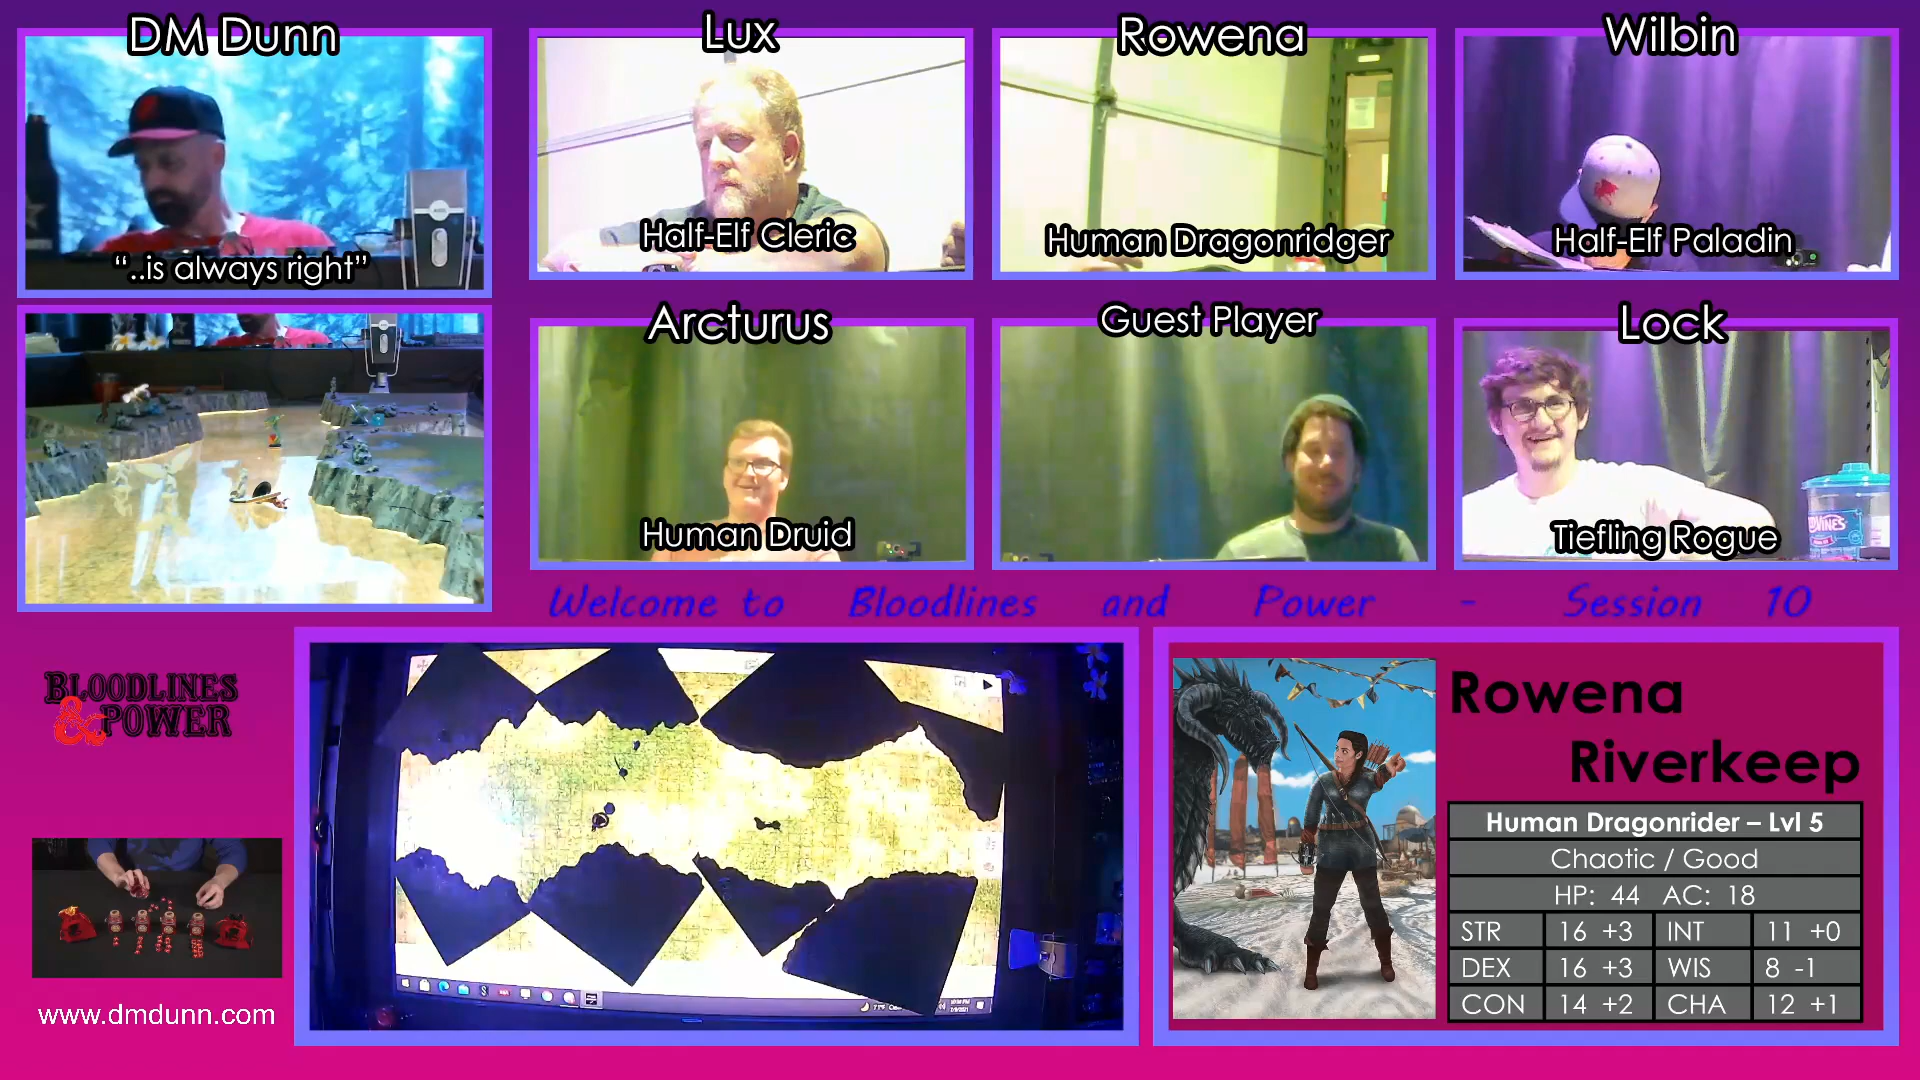 DM Dunn
Lux
Rowena
Wilbin
"..is always right"
Half-Elf Cleric
Human Dragonridger
Half-Elf Paladin
Arcturus
Guest Player
Lock
Human Druid
Tiefling Rogue
Welcome to Bloodlines and Power - Session 10
BLOODLINES
& POWER
www.dmdunn.com
Rowena
Riverkeep
Human Dragonrider – Lvl 5
Chaotic / Good
HP: 44 AC: 18
STR 16 +3 INT 11 +0
DEX 16 +3 WIS 8 -1
CON 14 +2 CHA 12 +1